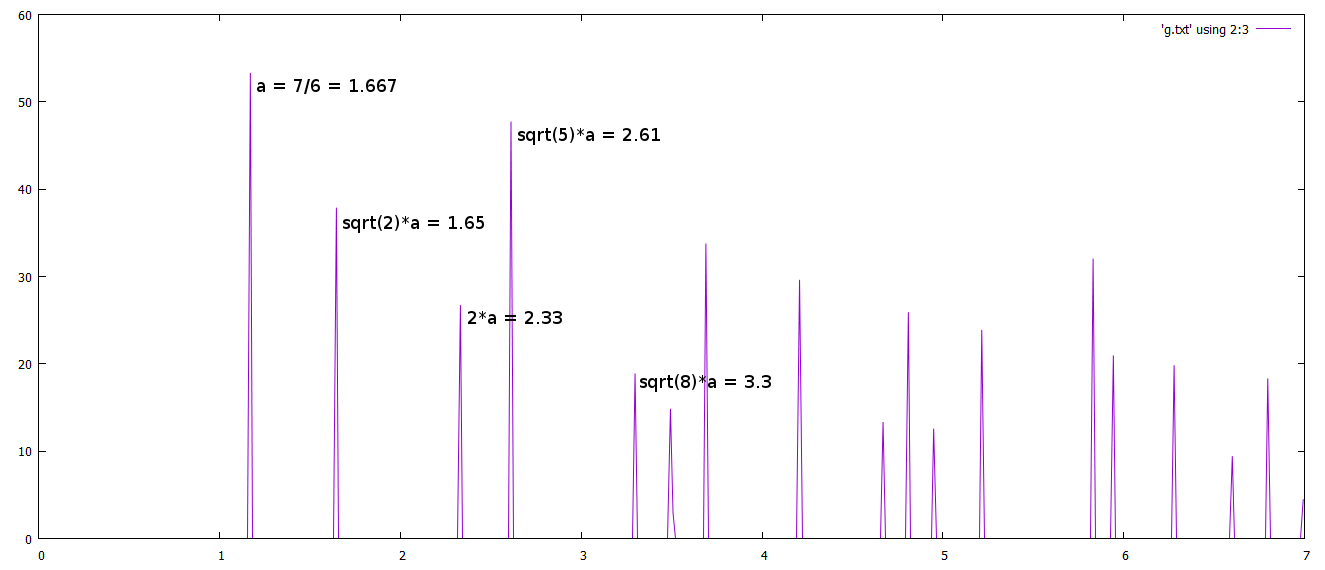 60
'g.txt' using 2:3
a = 7/6 = 1.667
50
sqrt(5)*a = 2.61
40
sqrt(2)*a = 1.65
30
2*a = 2.33
20
sqrt(8)*a = 3.3
10
0
0 1 2 3 4 5 6 7